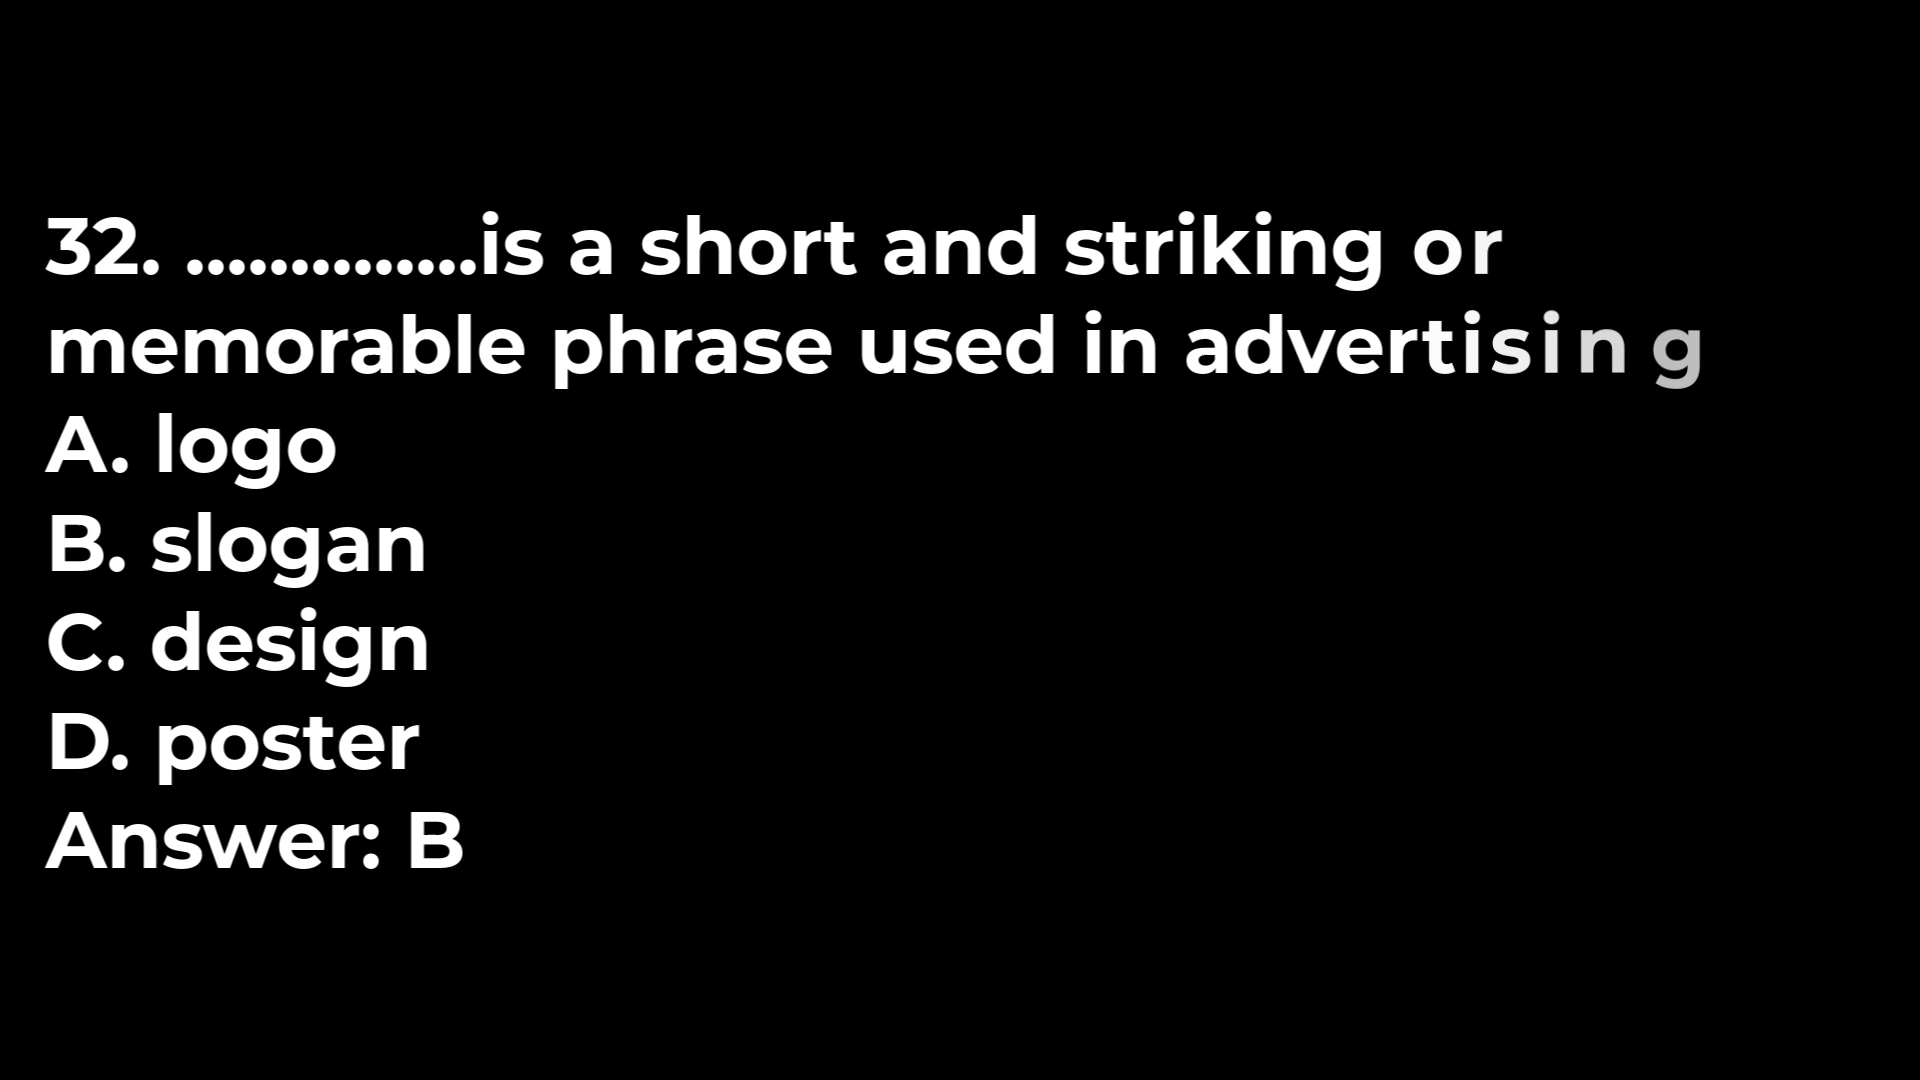 32. ..............is a short and striking or
memorable phrase used in advertising
A. logo
B. slogan
C. design
D. poster
Answer: B